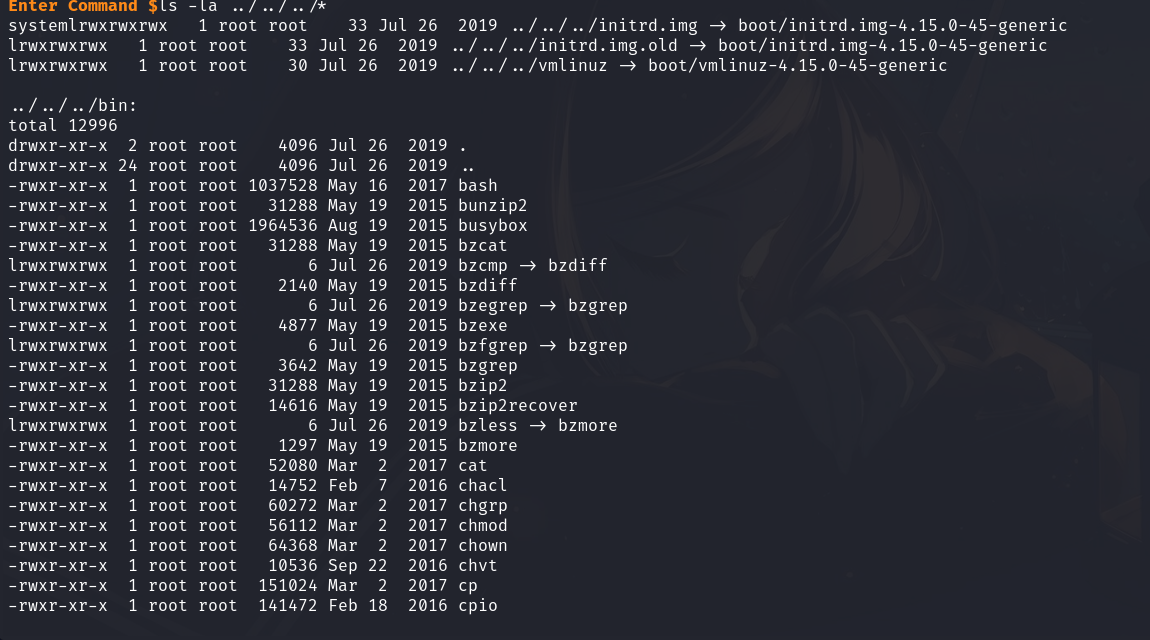 Enter Command $ls -la ../../../*
systemlrwxrwxrwx   1 root root    33 Jul 26  2019 ../../../initrd.img -> boot/initrd.img-4.15.0-45-generic
lrwxrwxrwx   1 root root    33 Jul 26  2019 ../../../initrd.img.old -> boot/initrd.img-4.15.0-45-generic
lrwxrwxrwx   1 root root    30 Jul 26  2019 ../../../vmlinuz -> boot/vmlinuz-4.15.0-45-generic

../../../bin:
total 12996
drwxr-xr-x  2 root root    4096 Jul 26  2019 .
drwxr-xr-x 24 root root    4096 Jul 26  2019 ..
-rwxr-xr-x  1 root root 1037528 May 16  2017 bash
-rwxr-xr-x  1 root root   31288 May 19  2015 bunzip2
-rwxr-xr-x  1 root root 1964536 Aug 19  2015 busybox
-rwxr-xr-x  1 root root   31288 May 19  2015 bzcat
lrwxrwxrwx  1 root root       6 Jul 26  2019 bzcmp -> bzdiff
-rwxr-xr-x  1 root root    2140 May 19  2015 bzdiff
lrwxrwxrwx  1 root root       6 Jul 26  2019 bzegrep -> bzgrep
-rwxr-xr-x  1 root root    4877 May 19  2015 bzexe
lrwxrwxrwx  1 root root       6 Jul 26  2019 bzfgrep -> bzgrep
-rwxr-xr-x  1 root root    3642 May 19  2015 bzgrep
-rwxr-xr-x  1 root root   31288 May 19  2015 bzip2
-rwxr-xr-x  1 root root   14616 May 19  2015 bzip2recover
lrwxrwxrwx  1 root root       6 Jul 26  2019 bzless -> bzmore
-rwxr-xr-x  1 root root    1297 May 19  2015 bzmore
-rwxr-xr-x  1 root root   52080 Mar  2  2017 cat
-rwxr-xr-x  1 root root   14752 Feb  7  2016 chacl
-rwxr-xr-x  1 root root   60272 Mar  2  2017 chgrp
-rwxr-xr-x  1 root root   56112 Mar  2  2017 chmod
-rwxr-xr-x  1 root root   64368 Mar  2  2017 chown
-rwxr-xr-x  1 root root   10536 Sep 22  2016 chvt
-rwxr-xr-x  1 root root  151024 Mar  2  2017 cp
-rwxr-xr-x  1 root root  141472 Feb 18  2016 cpio